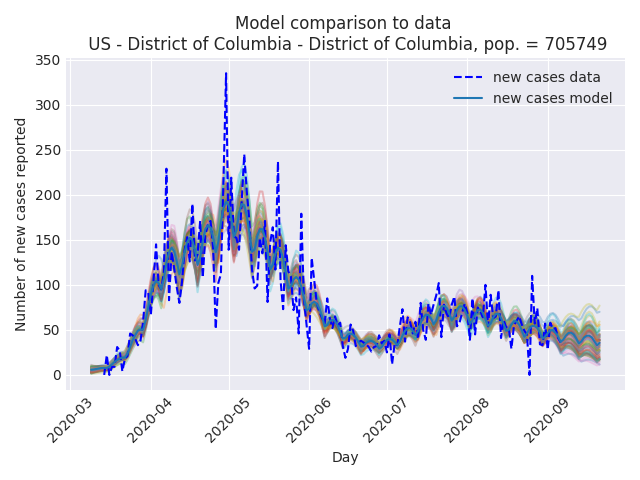 Model comparison to data
US - District of Columbia - District of Columbia, pop. = 705749
350
300
250
200
150
100
50
0
Number of new cases reported
new cases data
new cases model
2020-03
2020-04
2020-05
2020-06
2020-07
2020-08
2020-09
Day